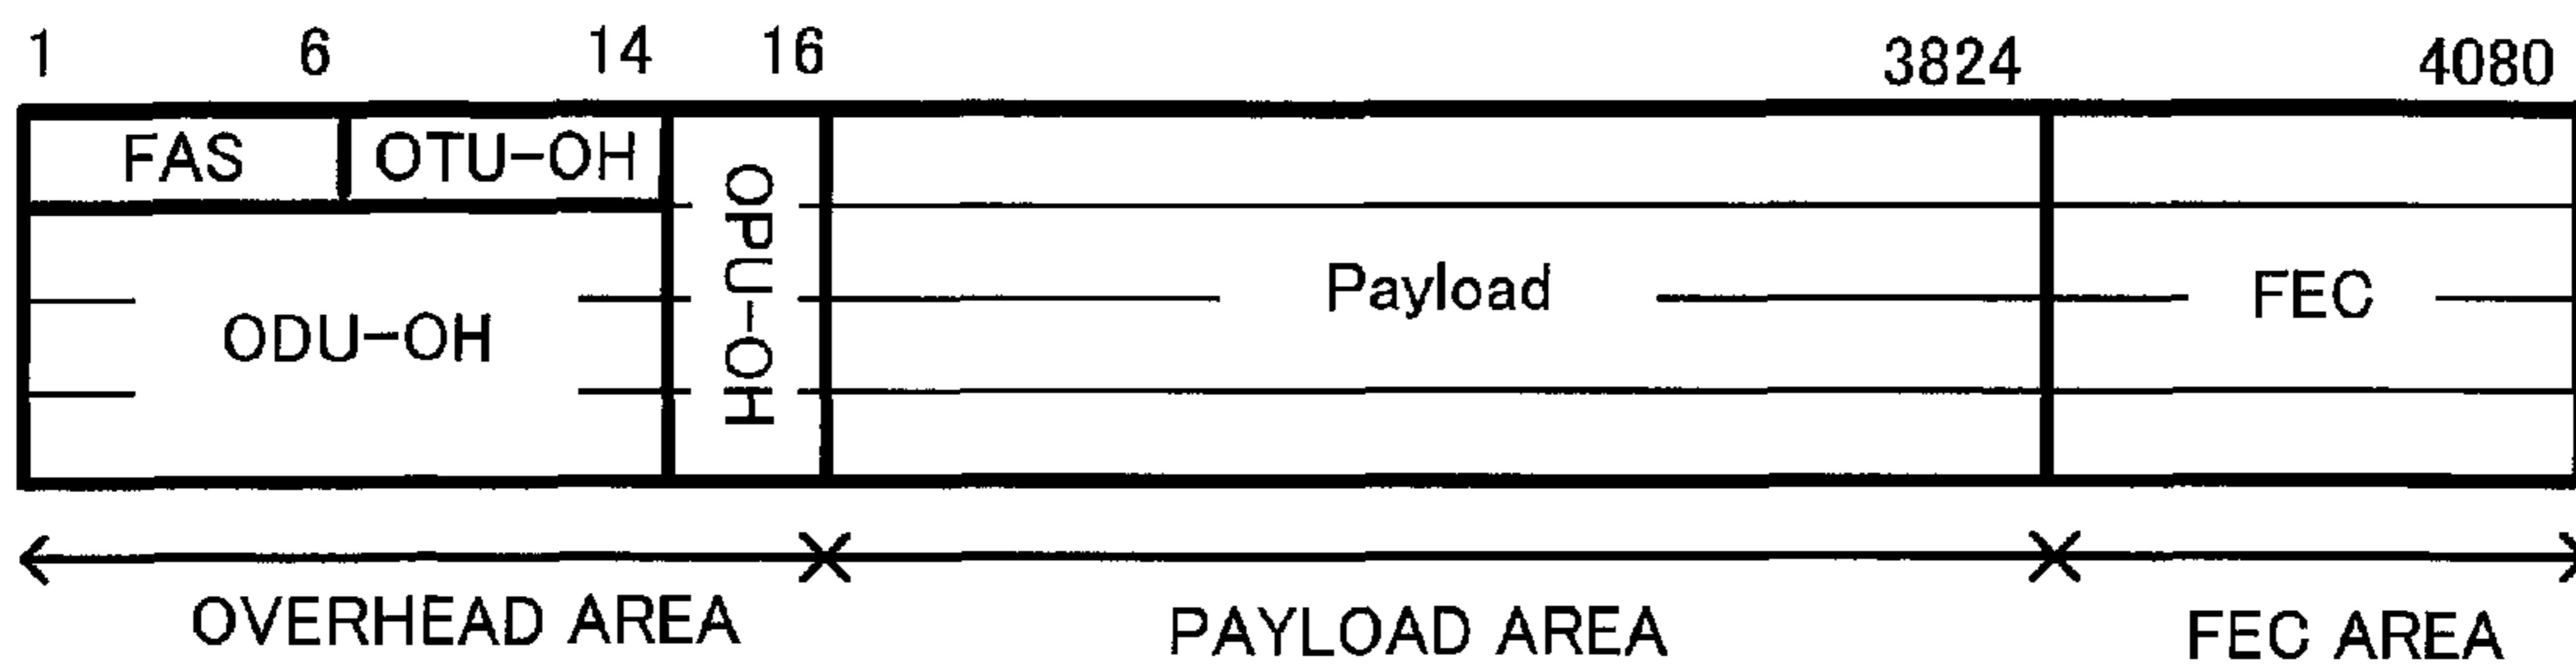 1 6 14 16 3824 4080
FAS OTU-OH
OPU-OH
Payload FEC
ODU-OH
OVERHEAD AREA PAYLOAD AREA FEC AREA